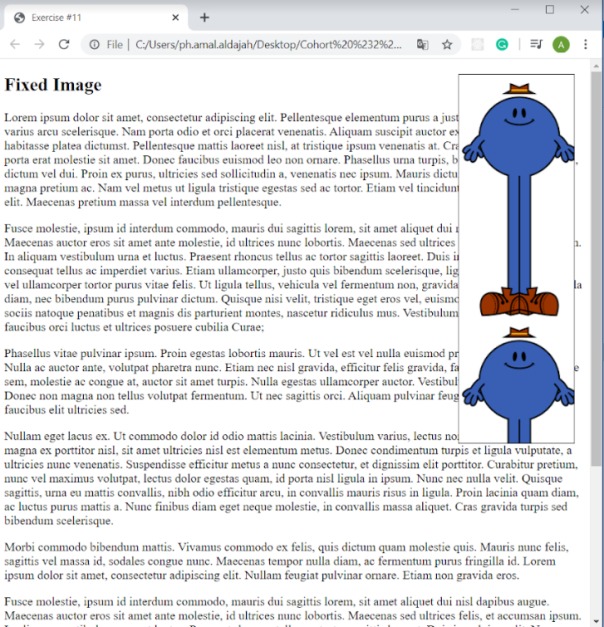 Exercise #11
File | C:/Users/ph.amal.aldajah/Desktop/Cohort%20%232%2...
A
Fixed Image
Lorem ipsum dolor sit amet, consectetur adipiscing elit. Pellentesque elementum purus a just
varius arcu scelerisque. Nam porta odio et orci placerat venenatis. Aliquam suscipit auctor ex
habitasse platea dictumst. Pellentesque mattis laoreet nisl, at tristique ipsum venenatis at. Cra
porta erat molestie sit amet. Donec faucibus euismod leo non ornare. Phasellus urna turpis, b
dictum vel dui. Proin ex purus, ultricies sed sollicitudin a, venenatis nec ipsum. Mauris dictu
magna pretium ac. Nam vel metus ut ligula tristique egestas sed ac tortor. Etiam vel tincidunt
elit. Maecenas pretium massa vel interdum pellentesque.
Fusce molestie, ipsum id interdum commodo, mauris dui sagittis lorem, sit amet aliquet dui
Maecenas auctor eros sit amet ante molestie, id ultrices nunc lobortis. Maecenas sed ultrices
In aliquam vestibulum urna et luctus. Praesent rhoncus tellus ac tortor sagittis laoreet. Duis i
consequat tellus ac imperdiet varius. Etiam ullamcorper, justo quis bibendum scelerisque, lig
vel ullamcorper tortor purus vitae felis. Ut ligula tellus, vehicula vel fermentum non, gravida la
diam, nec bibendum purus pulvinar dictum. Quisque nisi velit, tristique eget eros vel, euismo
sociis natoque penatibus et magnis dis parturient montes, nascetur ridiculus mus. Vestibulum
faucibus orci luctus et ultrices posuere cubilia Curae;
Phasellus vitae pulvinar ipsum. Proin egestas lobortis mauris. Ut vel est vel nulla euismod pr
Nulla ac auctor ante, volutpat pharetra nunc. Etiam nec nisl gravida, efficitur felis gravida, fa e
sem, molestie ac congue at, auctor sit amet turpis. Nulla egestas ullamcorper auctor. Vestibul
Donec non magna non tellus volutpat fermentum. Ut nec sagittis orci. Aliquam pulvinar feug
faucibus elit ultricies sed.
Nullam eget lacus ex. Ut commodo dolor id odio mattis lacinia. Vestibulum varius, lectus no
magna ex porttitor nisl, sit amet ultricies nisl est elementum metus. Donec condimentum turpis et ligula vulputate, a
ultricies nunc venenatis. Suspendisse efficitur metus a nunc consectetur, et dignissim elit porttitor. Curabitur pretium,
nunc vel maximus volutpat, lectus dolor egestas quam, id porta nisl ligula in ipsum. Nunc nec nulla velit. Quisque
sagittis, urna eu mattis convallis, nibh odio efficitur arcu, in convallis mauris risus in ligula. Proin lacinia quam diam,
ac luctus purus mattis a. Nunc finibus diam eget neque molestie, in convallis massa aliquet. Cras gravida turpis sed
bibendum scelerisque.
Morbi commodo bibendum mattis. Vivamus commodo ex felis, quis dictum quam molestie quis. Mauris nunc felis,
sagittis vel massa id, sodales congue nunc. Maecenas tempor nulla diam, ac fermentum purus fringilla id. Lorem
ipsum dolor sit amet, consectetur adipiscing elit. Nullam feugiat pulvinar ornare. Etiam non gravida eros.
Fusce molestie, ipsum id interdum commodo, mauris dui sagittis lorem, sit amet aliquet dui nisl dapibus augue.
Maecenas auctor eros sit amet ante molestie, id ultrices nunc lobortis. Maecenas sed ultrices felis, et accumsan ipsum.